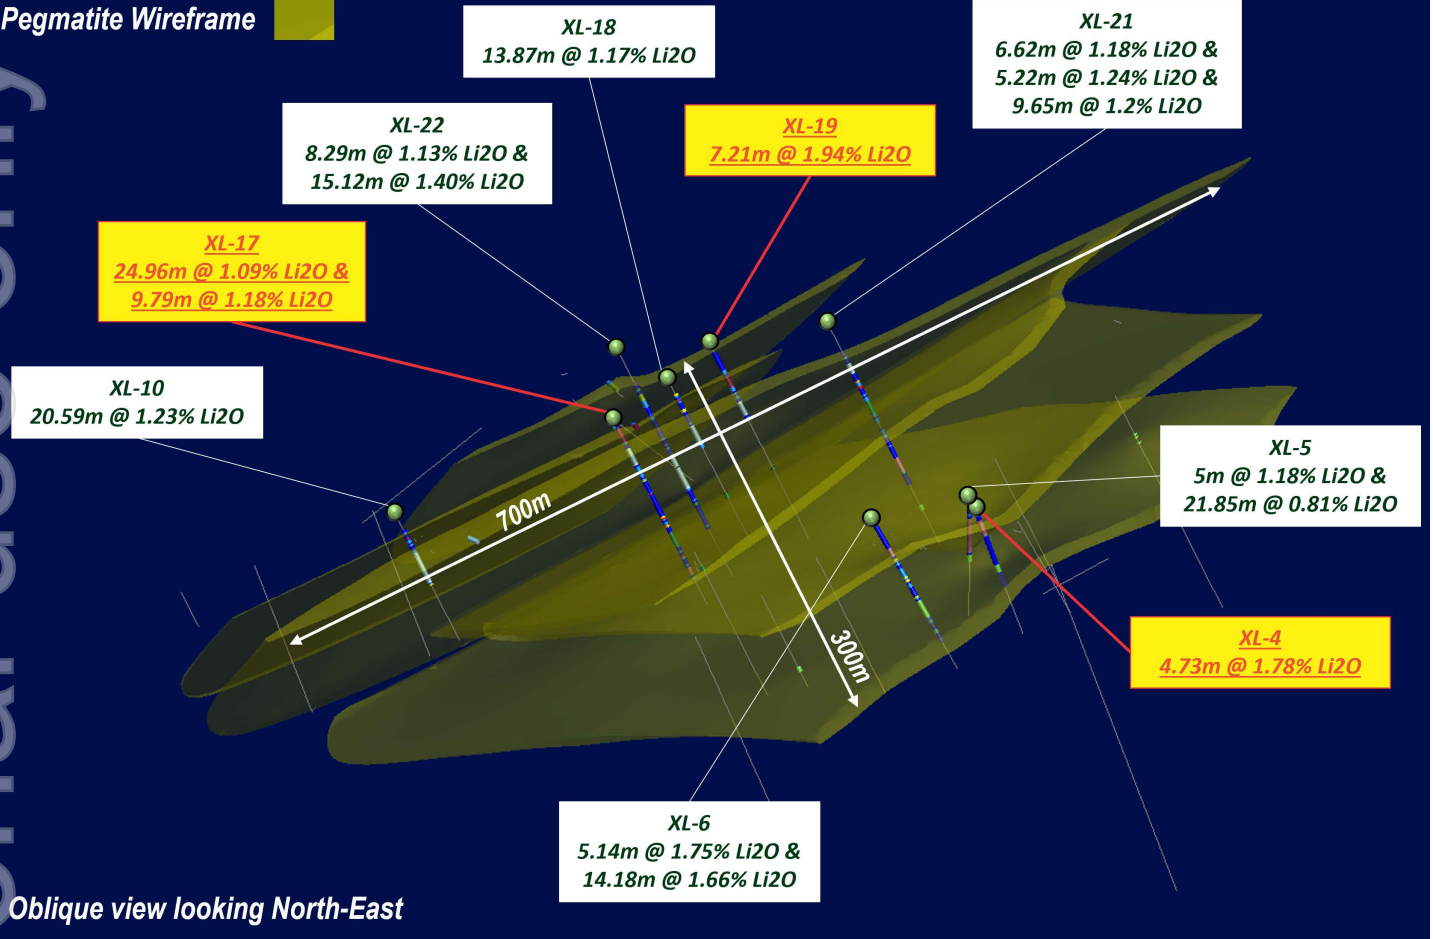 Pegmatite Wireframe
XL-18
13.87m @ 1.17% Li2O
XL-21
6.62m @ 1.18% Li2O &
5.22m @ 1.24% Li2O &
9.65m @ 1.2% Li2O
XL-22
8.29m @ 1.13% Li2O &
15.12m @ 1.40% Li2O
XL-19
7.21m @ 1.94% Li2O
XL-17
24.96m @ 1.09% Li2O &
9.79m @ 1.18% Li2O
XL-10
20.59m @ 1.23% Li2O
XL-5
5m @ 1.18% Li2O &
21.85m @ 0.81% Li2O
700m
300m
XL-4
4.73m @ 1.78% Li2O
XL-6
5.14m @ 1.75% Li2O &
14.18m @ 1.66% Li2O
Oblique view looking North-East